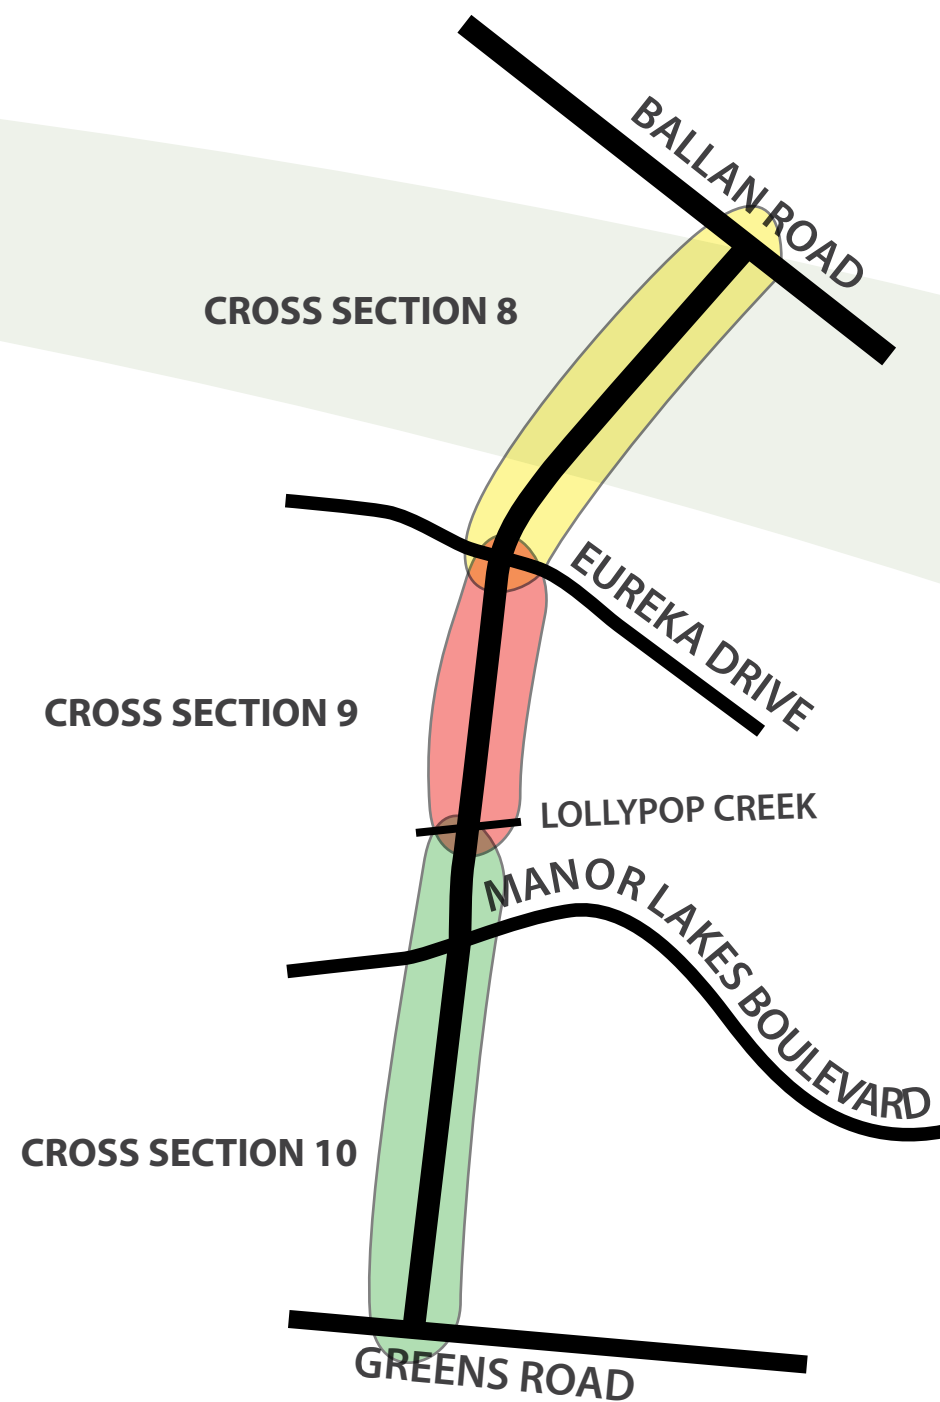 BALLAN ROAD
CROSS SECTION 8
EUREKA DRIVE
CROSS SECTION 9
LOLLYPOP CREEK
MANOR LAKES BOULEVARD
CROSS SECTION 10
GREENS ROAD